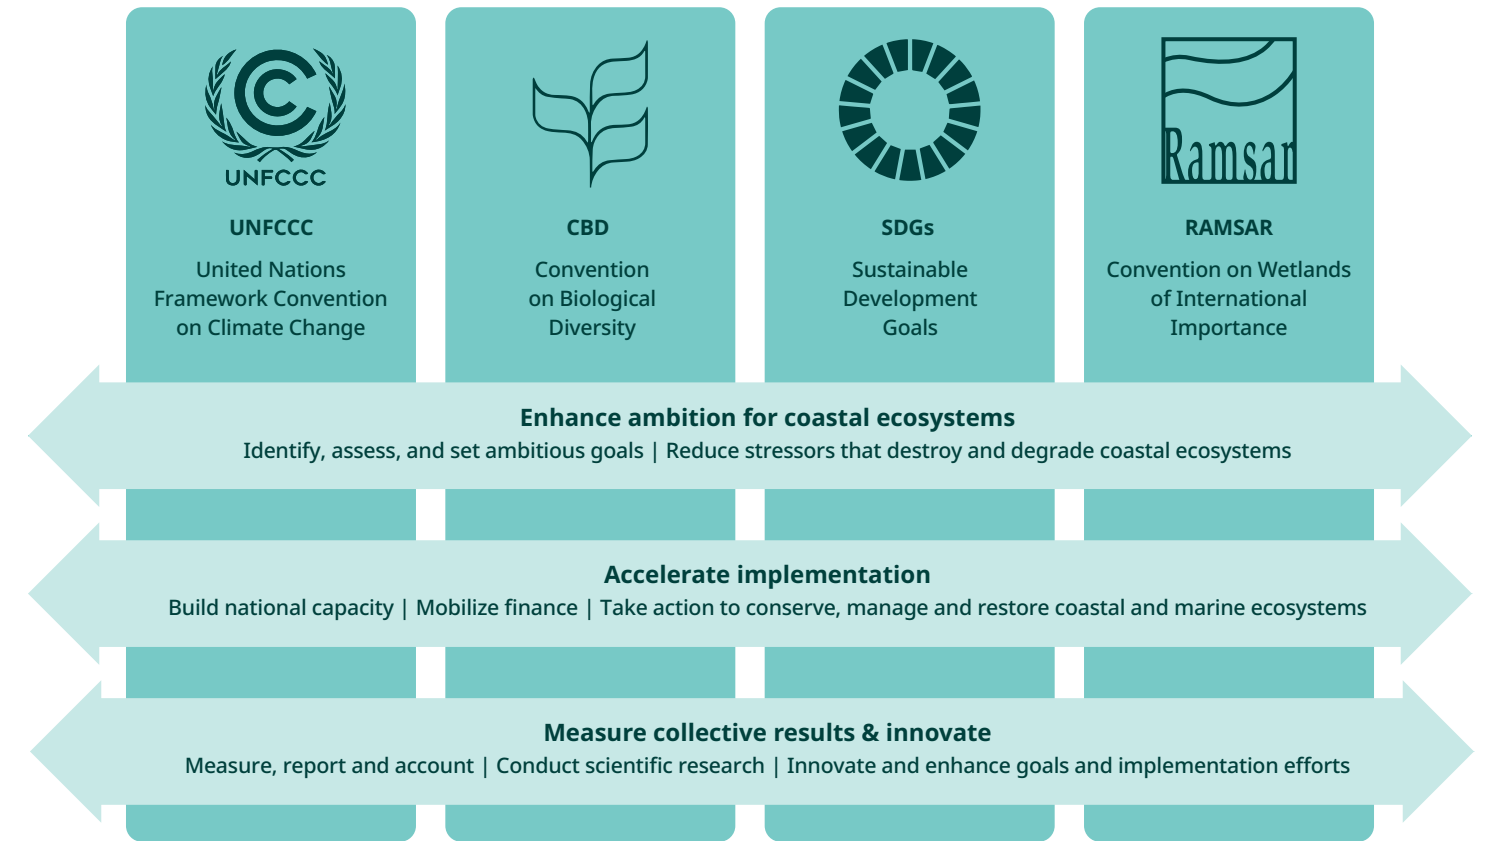 UNFCCC
Ramsar
UNFCCC
United Nations
Framework Convention
on Climate Change
CBD
Convention
on Biological
Diversity
SDGs
Sustainable
Development
Goals
RAMSAR
Convention on Wetlands
of International
Importance
Enhance ambition for coastal ecosystems
Identify, assess, and set ambitious goals | Reduce stressors that destroy and degrade coastal ecosystems
Accelerate implementation
Build national capacity | Mobilize finance | Take action to conserve, manage and restore coastal and marine ecosystems
Measure collective results & innovate
Measure, report and account | Conduct scientific research | Innovate and enhance goals and implementation efforts